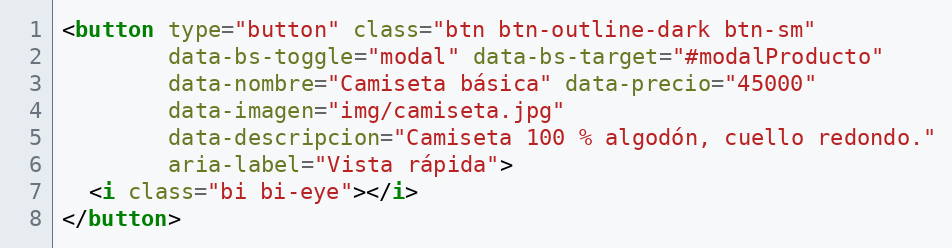 1 <button type="button" class="btn btn-outline-dark btn-sm"
2         data-bs-toggle="modal" data-bs-target="#modalProducto"
3         data-nombre="Camiseta básica" data-precio="45000"
4         data-imagen="img/camiseta.jpg"
5         data-descripcion="Camiseta 100 % algodón, cuello redondo."
6         aria-label="Vista rápida">
7   <i class="bi bi-eye"></i>
8 </button>